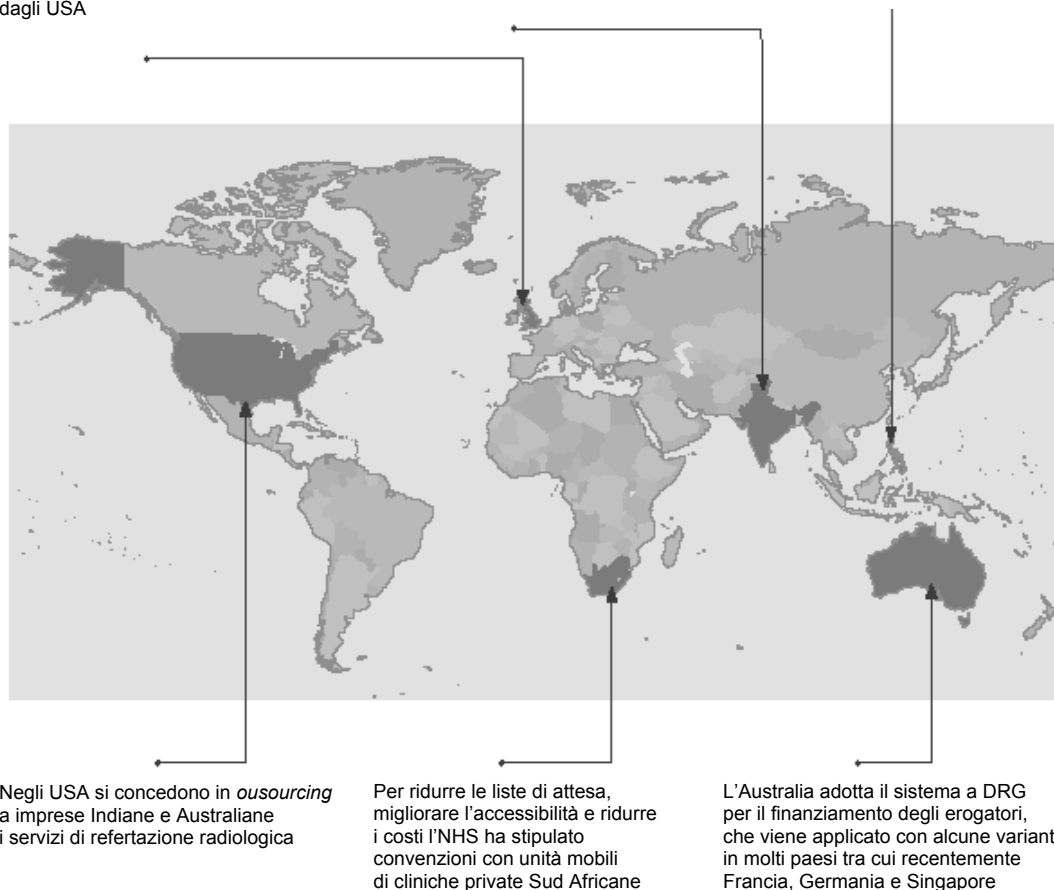 dagli USA
Negli USA si concedono in ousourcing
a imprese Indiane e Australiane
i servizi di refertazione radiologica
Per ridurre le liste di attesa,
migliorare l’accessibilità e ridurre
i costi l’NHS ha stipulato
convenzioni con unità mobili
di cliniche private Sud Africane
L’Australia adotta il sistema a DRG
per il finanziamento degli erogatori,
che viene applicato con alcune variant
in molti paesi tra cui recentemente
Francia, Germania e Singapore